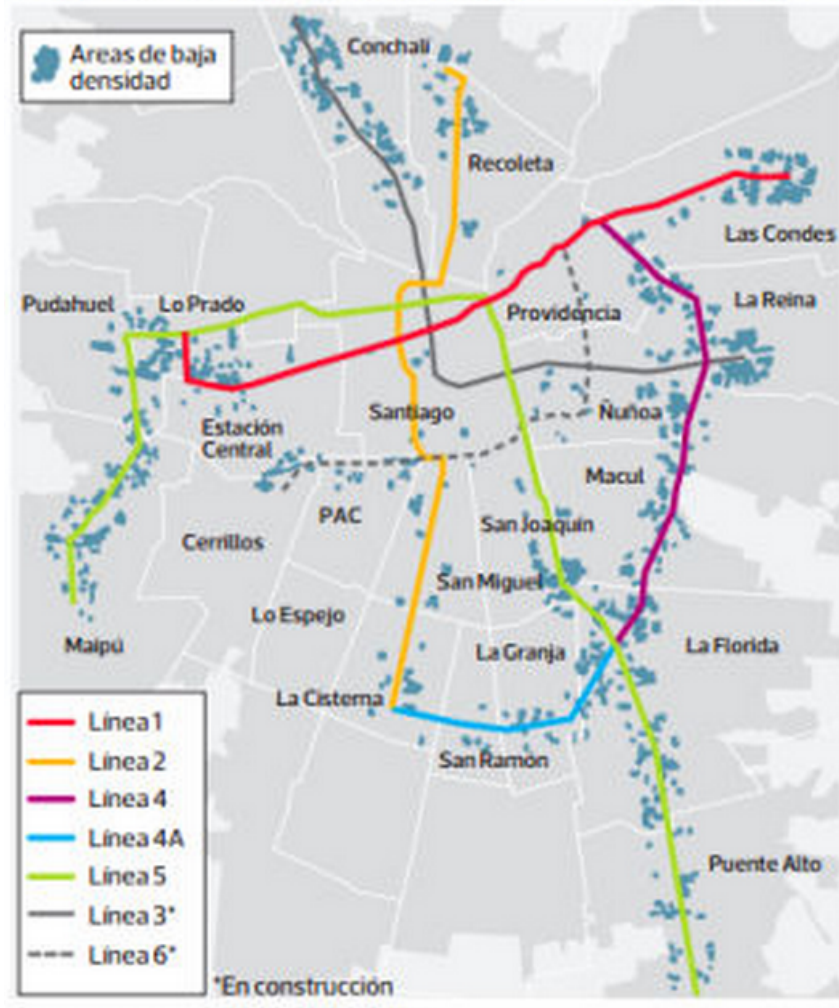 Areas de baja
densidad
Conchalí
Recoleta
Las Condes
Pudahuel
Lo Prado
La Reina
Providencia
Santiago
Ñuñoa
Estación
Central
Macul
PAC
San Joaquín
Cerrillos
San Miguel
Lo Espejo
Maipú
La Granja
La Florida
La Cisterna
San Ramón
Línea 1
Línea 2
Línea 4
Línea 4A
Línea 5
Línea 3*
Línea 6*
Puente Alto
*En construcción